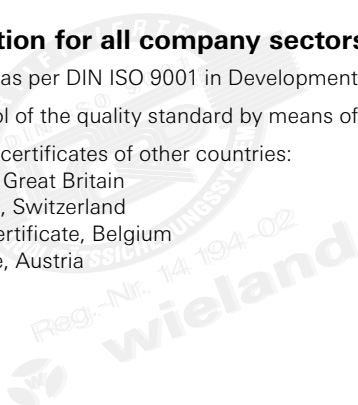 tion for all company sectors
as per DIN ISO 9001 in Development
ol of the quality standard by means of
certificates of other countries:
Great Britain
, Switzerland
ertificate, Belgium
e, Austria
Reg.-Nr. 14 194-02
wieland